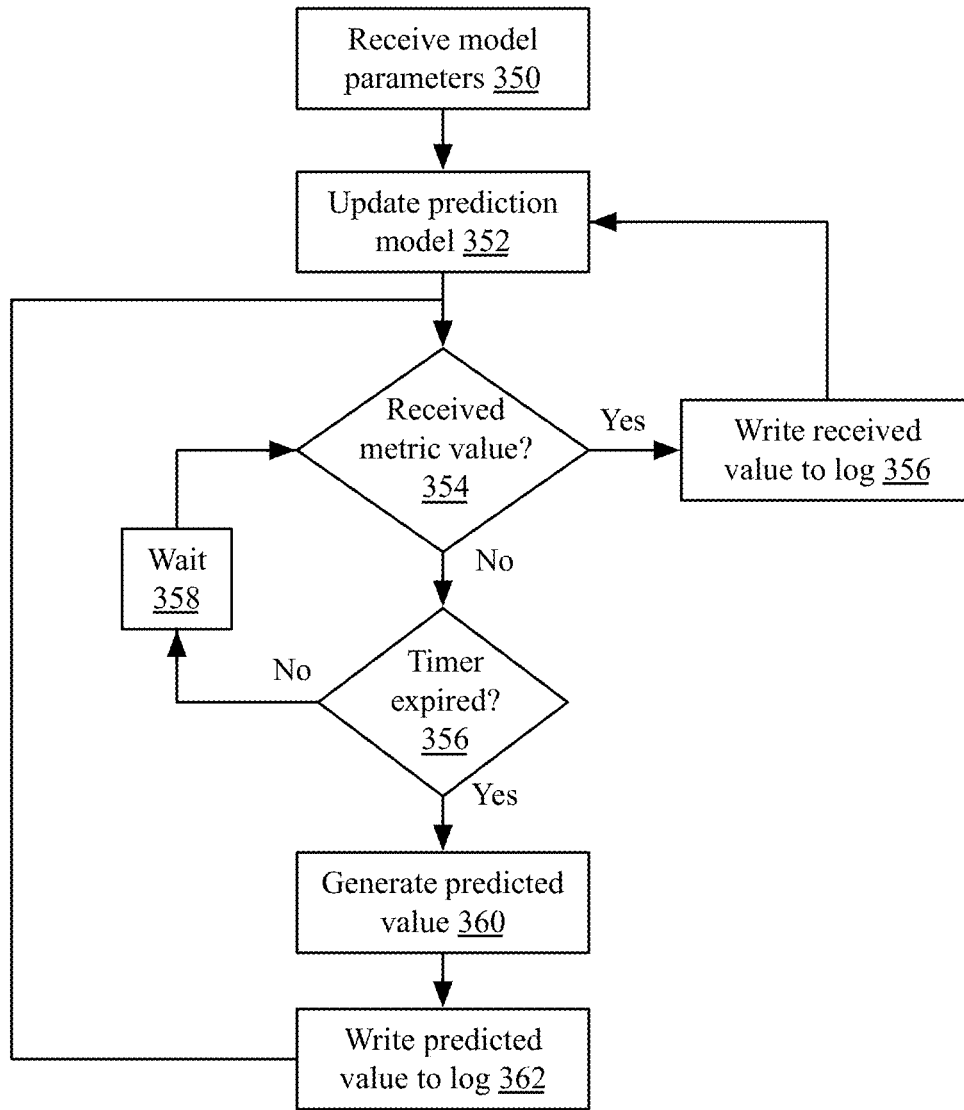 Receive model
parameters 350
Update prediction
model 352
Received
metric value?
354
Yes
Write received
value to log 356
No
Wait
358
No
Timer
expired?
356
Yes
Generate predicted
value 360
Write predicted
value to log 362